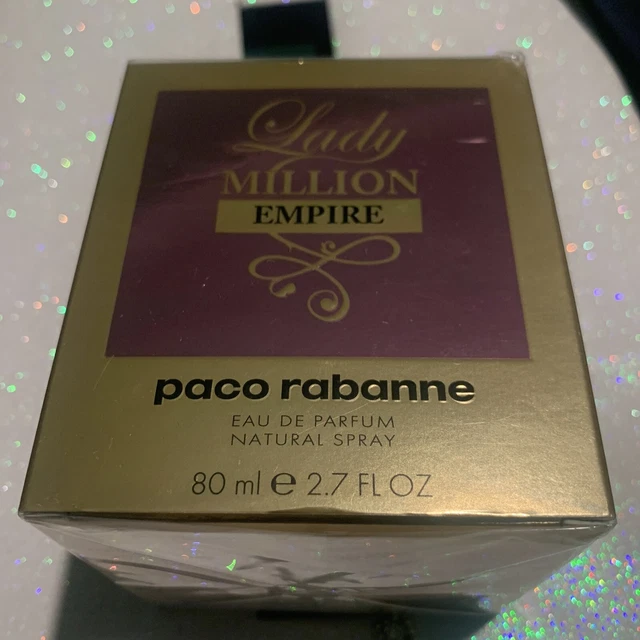 Lady
MILLION
EMPIRE
paco rabanne
EAU DE PARFUM
NATURAL SPRAY
80 ml ℮ 2.7 FL OZ